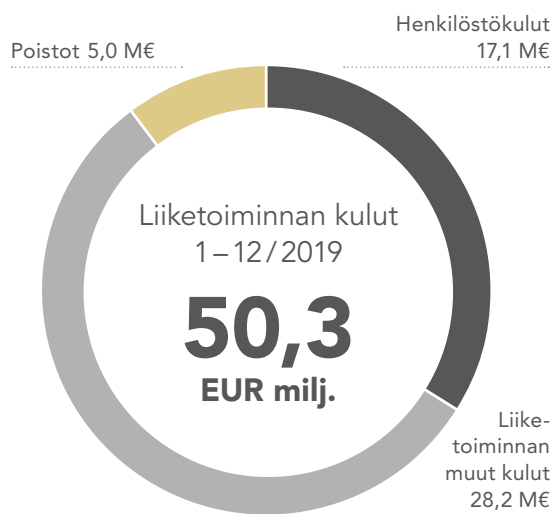 Henkilöstökulut
17,1 M€
Poistot 5,0 M€
Liiketoiminnan kulut
1–12/2019
50,3
EUR milj.
Liike-
toiminnan
muut kulut
28,2 M€